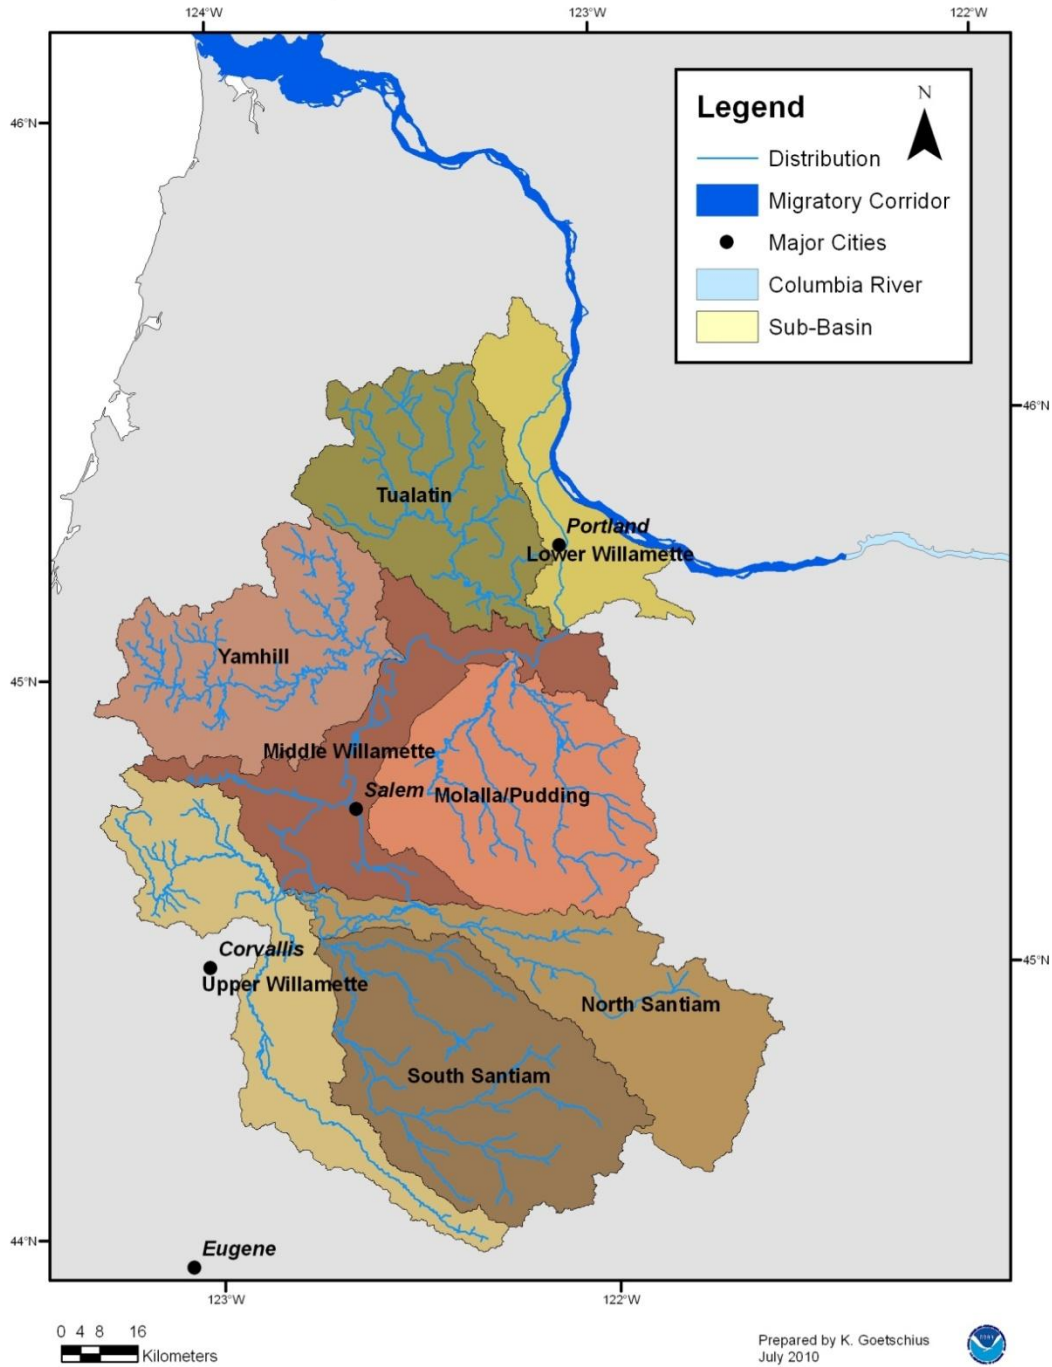 124°W 123°W 122°W
46°N
Legend
N
Distribution
Migratory Corridor
Major Cities
Columbia River
Sub-Basin
46°N
Tualatin
Portland
Lower Willamette
Yamhill
45°N
Middle Willamette
Salem
Molalla/Pudding
Corvallis
45°N
Upper Willamette
North Santiam
South Santiam
44°N
Eugene
123°W 122°W
0 4 8 16
Kilometers
Prepared by K. Goetschius
July 2010